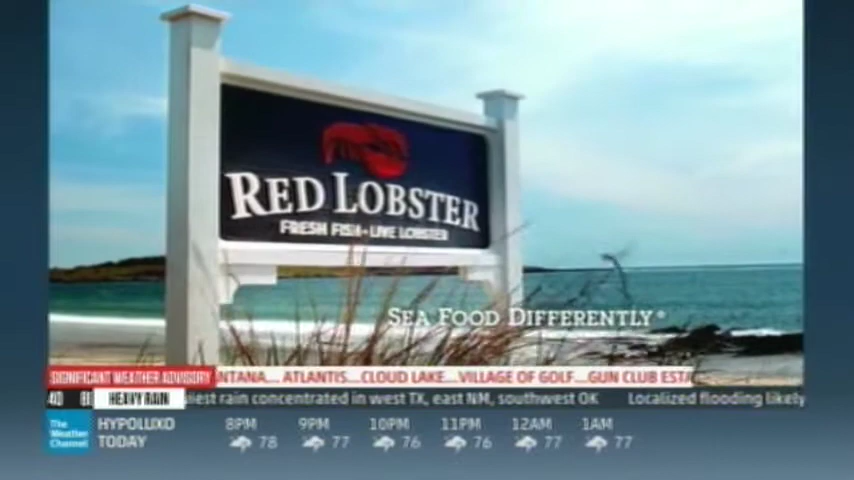 RED LOBSTER
FRESH FISH • LIVE LOBSTER
SEA FOOD DIFFERENTLY®
SIGNIFICANT WEATHER ADVISORY
ANTANA... ATLANTIS...CLOUD LAKE...VILLAGE OF GOLF...GUN CLUB ESTA
HEAVY RAIN
iest rain concentrated in west TX, east NM, southwest OK Localized flooding likely
The Weather Channel
HYPOLUXO TODAY
8PM 9PM 10PM 11PM 12AM 1AM
78 77 76 76 77 77